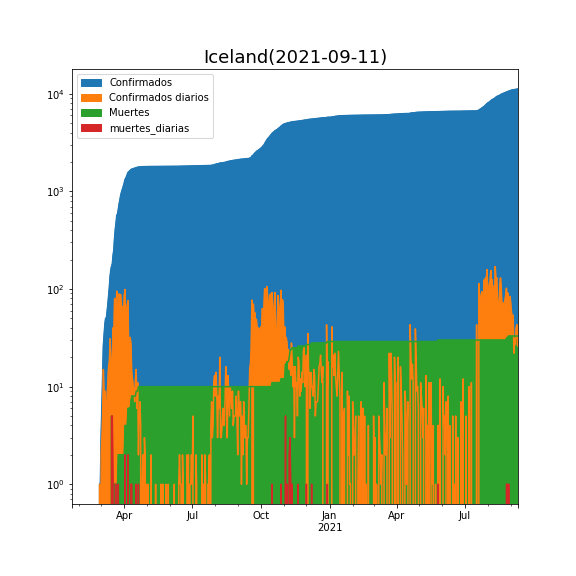 Iceland(2021-09-11)
Confirmados
Confirmados diarios
Muertes
muertes_diarias
10⁴
10³
10²
10¹
10⁰
Apr Jul Oct Jan Apr Jul
2021